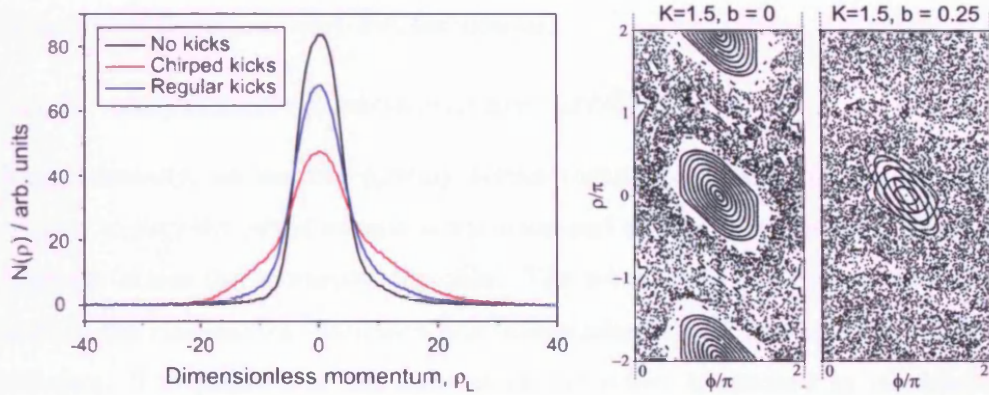 K=1.5, b = 0
K=1.5, b = 0.25
N(ρ) / arb. units
80
60
40
20
0
No kicks
Chirped kicks
Regular kicks
-40
-20
0
20
40
Dimensionless momentum, ρL
ρ/π
2
1
0
-1
-2
0
ϕ/π
2
0
ϕ/π
2